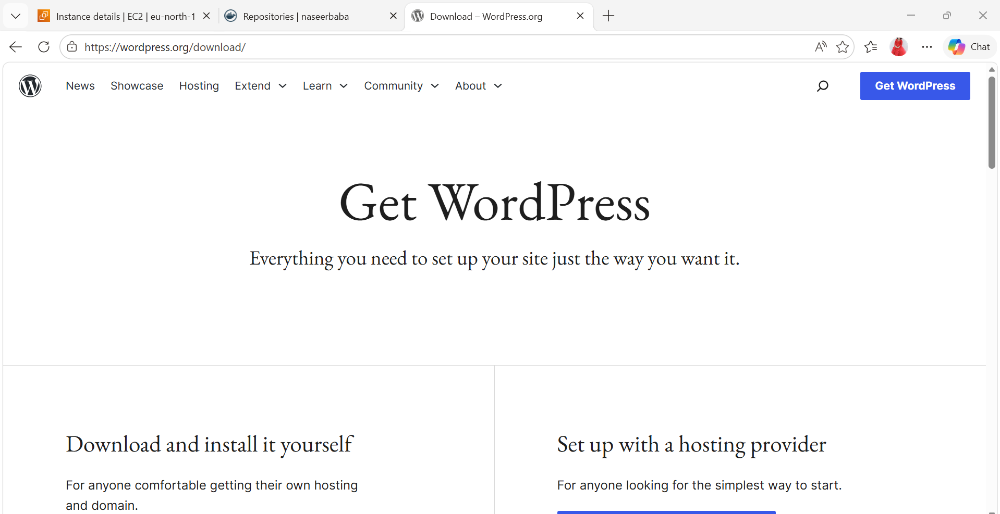 Instance details | EC2 | eu-north-1
Repositories | naseerbaba
Download – WordPress.org
https://wordpress.org/download/
Chat
News Showcase Hosting Extend Learn Community About
Get WordPress
Get WordPress
Everything you need to set up your site just the way you want it.
Download and install it yourself
For anyone comfortable getting their own hosting
and domain.
Set up with a hosting provider
For anyone looking for the simplest way to start.